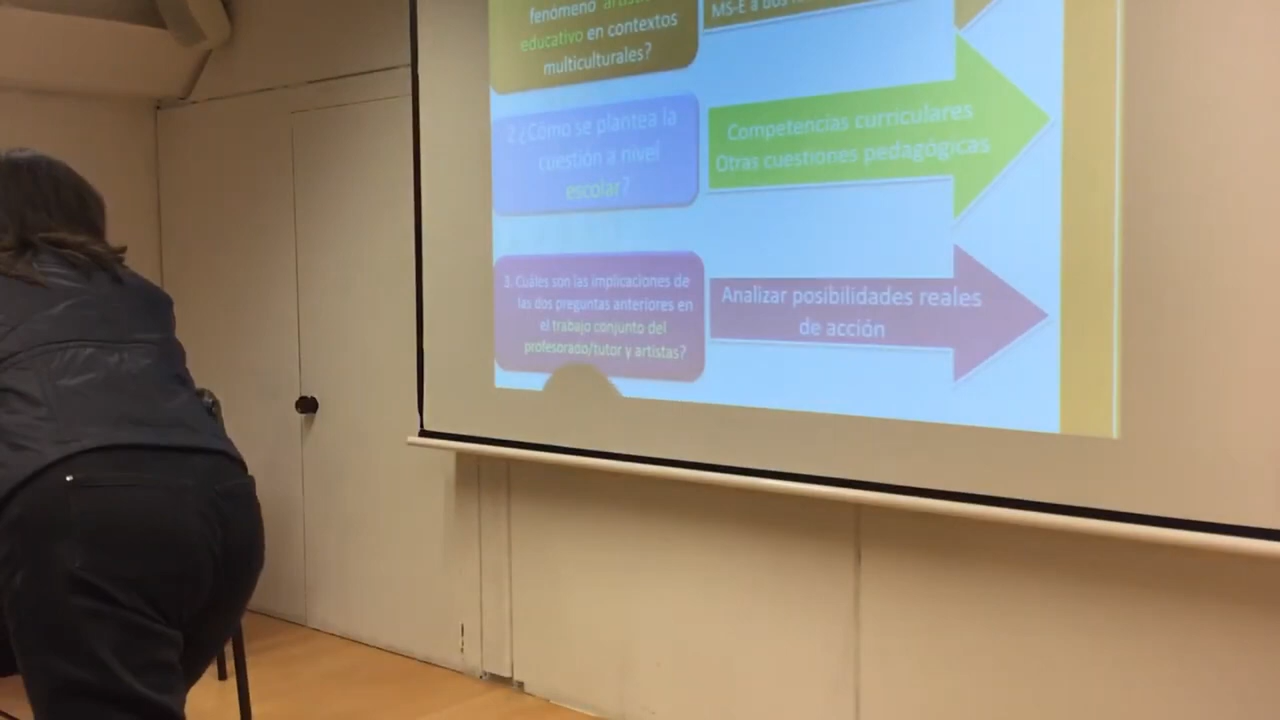 fenómeno
educativo en contextos
multiculturales?
MS-E a dos
2.¿Cómo se plantea la
cuestión a nivel
escolar?
Competencias curriculares
Otras cuestiones pedagógicas
3. Cuáles son las implicaciones de
las dos preguntas anteriores en
el trabajo conjunto del
profesorado/tutor y artistas?
Analizar posibilidades reales
de acción